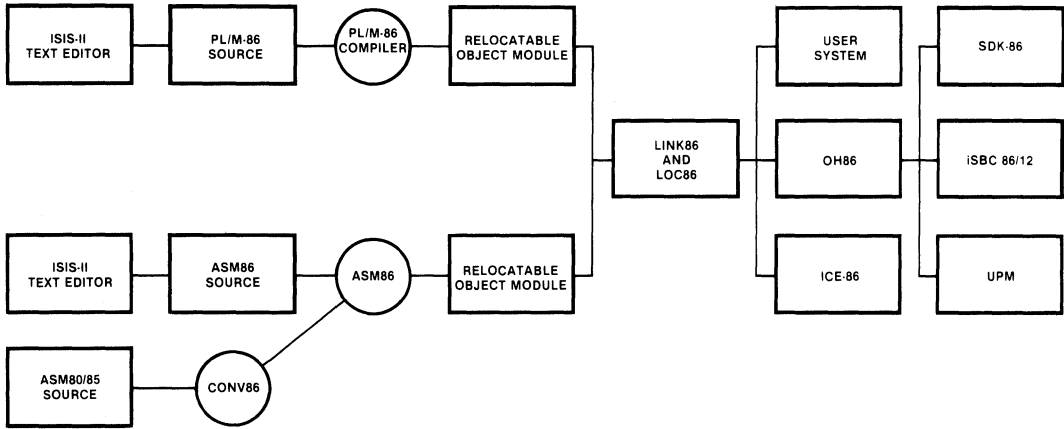 ISIS-II
TEXT EDITOR
PL/M-86
SOURCE
PL/M-86
COMPILER
RELOCATABLE
OBJECT MODULE
USER
SYSTEM
SDK-86
LINK86
AND
LOC86
OH86
iSBC 86/12
ISIS-II
TEXT EDITOR
ASM86
SOURCE
ASM86
RELOCATABLE
OBJECT MODULE
ICE-86
UPM
ASM80/85
SOURCE
CONV86